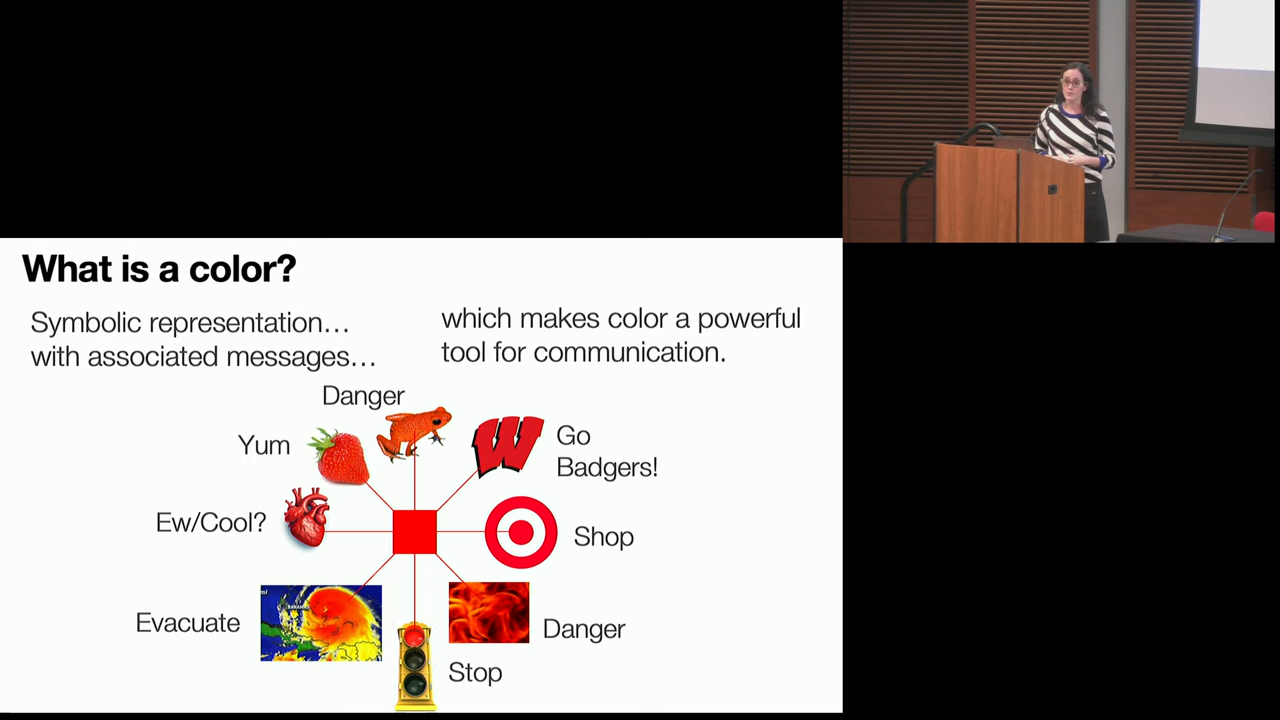 What is a color?
Symbolic representation…
with associated messages…
which makes color a powerful
tool for communication.
Danger
Yum
W
Go
Badgers!
Ew/Cool?
Shop
BAHAMAS
Evacuate
Danger
Stop